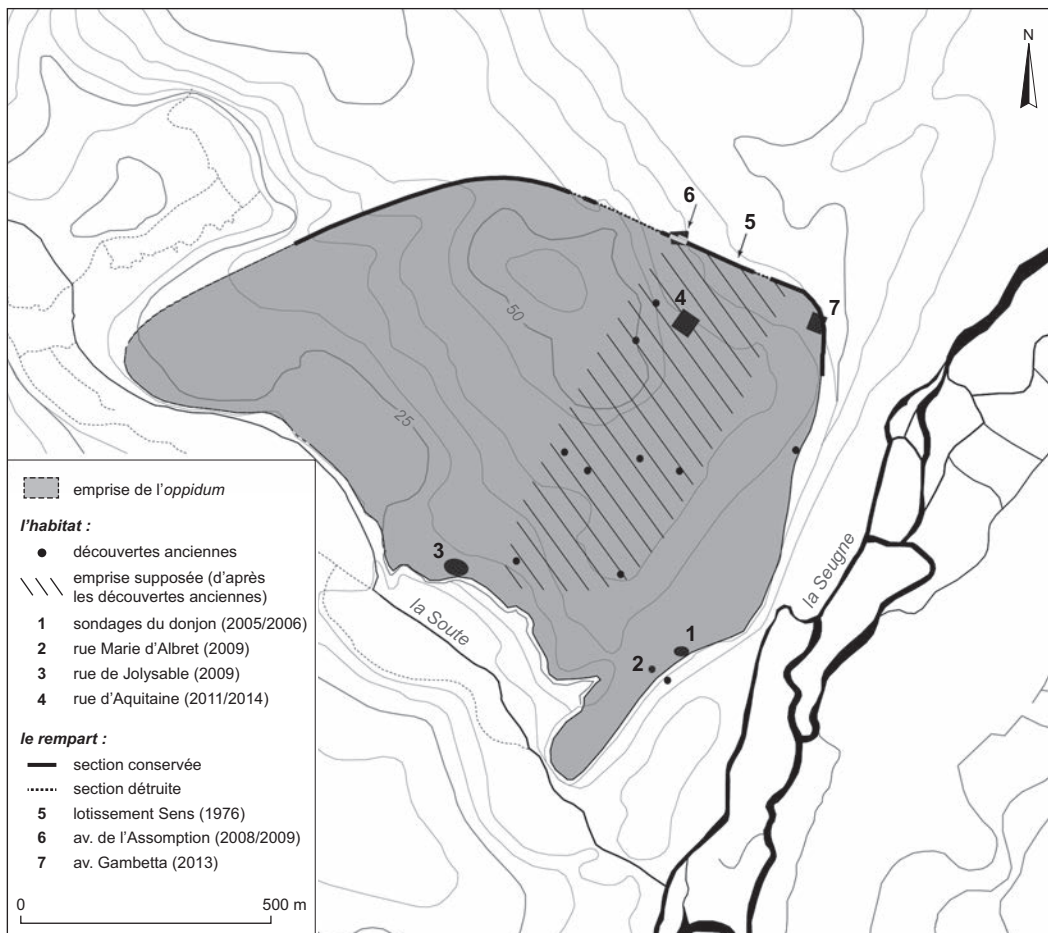 N
6
5
4
7
50
25
3
la Soute
la Seugne
1
2
emprise de l'oppidum
l'habitat :
découvertes anciennes
emprise supposée (d'après
les découvertes anciennes)
1 sondages du donjon (2005/2006)
2 rue Marie d'Albret (2009)
3 rue de Jolysable (2009)
4 rue d'Aquitaine (2011/2014)
le rempart :
section conservée
section détruite
5 lotissement Sens (1976)
6 av. de l'Assomption (2008/2009)
7 av. Gambetta (2013)
0 500 m